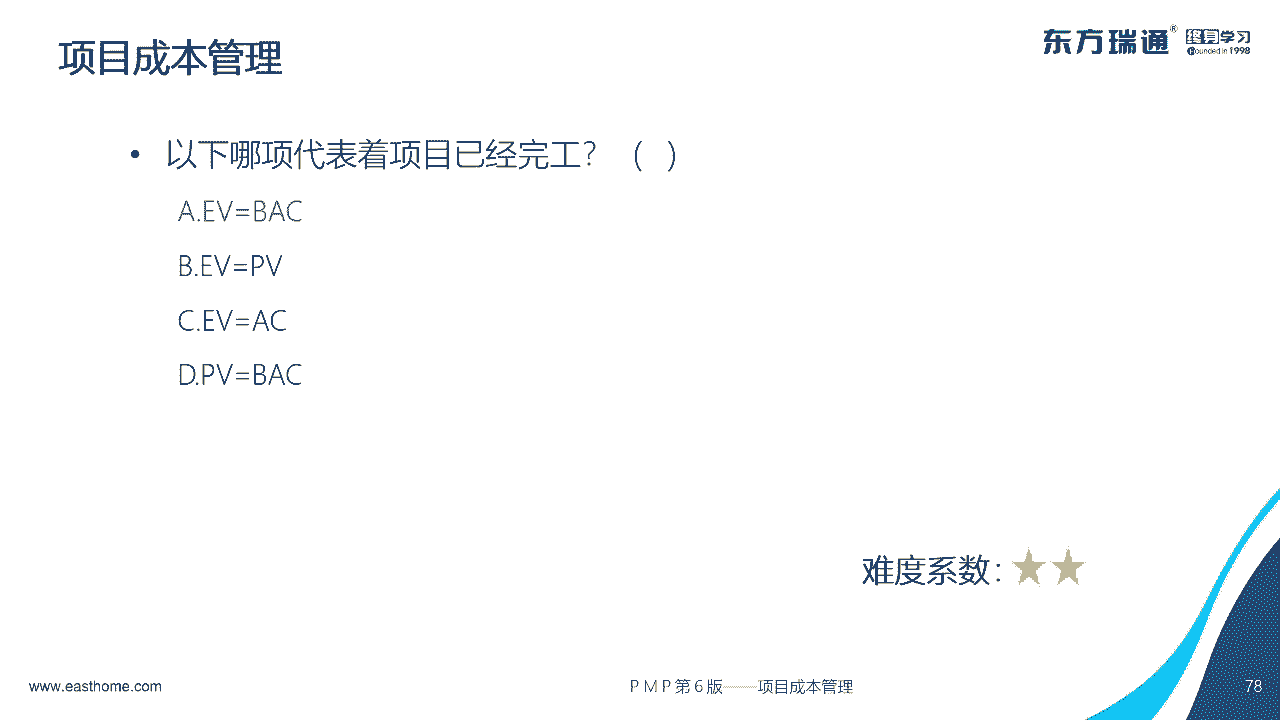 项目成本管理
东方瑞通® 终身学习
Founded in 1998
• 以下哪项代表着项目已经完工？（ ）
A.EV=BAC
B.EV=PV
C.EV=AC
D.PV=BAC
难度系数：★★
www.easthome.com
PMP第6版——项目成本管理
78